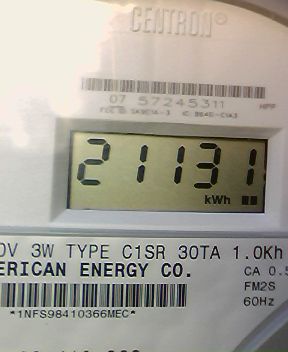 CENTRON®
07 57245311 HPP
21131
kWh
0V 3W TYPE C1SR 30TA 1.0Kh
ERICAN ENERGY CO.
CA 0.5
FM2S
60Hz
*1NFS98410366MEC*